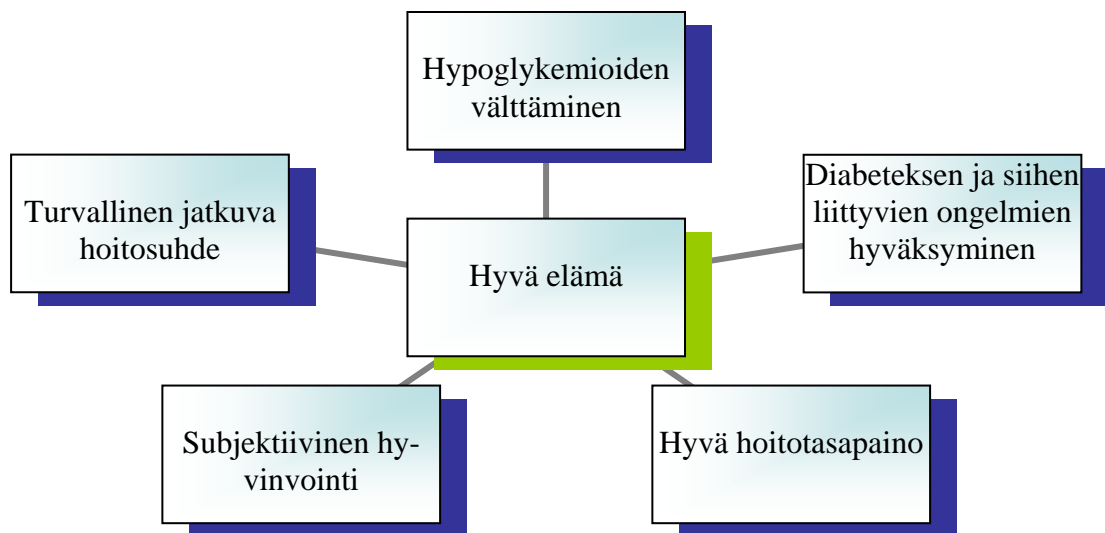 Hypoglykemioiden
välttäminen
Turvallinen jatkuva
hoitosuhde
Diabeteksen ja siihen
liittyvien ongelmien
hyväksyminen
Hyvä elämä
Subjektiivinen hy-
vinvointi
Hyvä hoitotasapaino